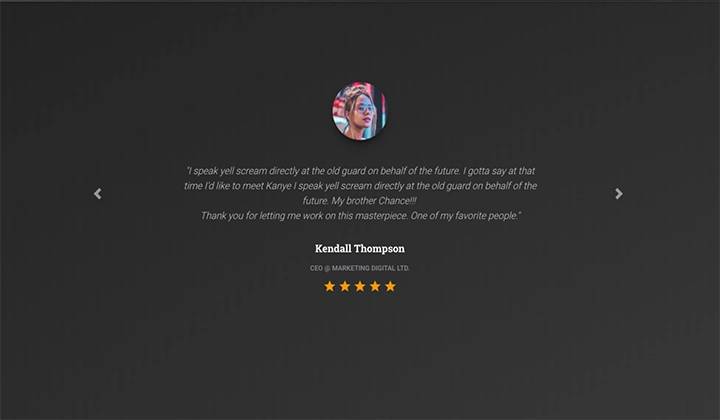 "I speak yell scream directly at the old guard on behalf of the future. I gotta say at that
time I'd like to meet Kanye I speak yell scream directly at the old guard on behalf of the
future. My brother Chance!!!
Thank you for letting me work on this masterpiece. One of my favorite people."
Kendall Thompson
CEO @ MARKETING DIGITAL LTD.